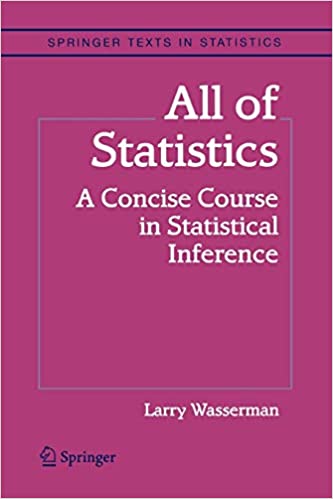 SPRINGER TEXTS IN STATISTICS
All of
Statistics
A Concise Course
in Statistical
Inference
Larry Wasserman
Springer